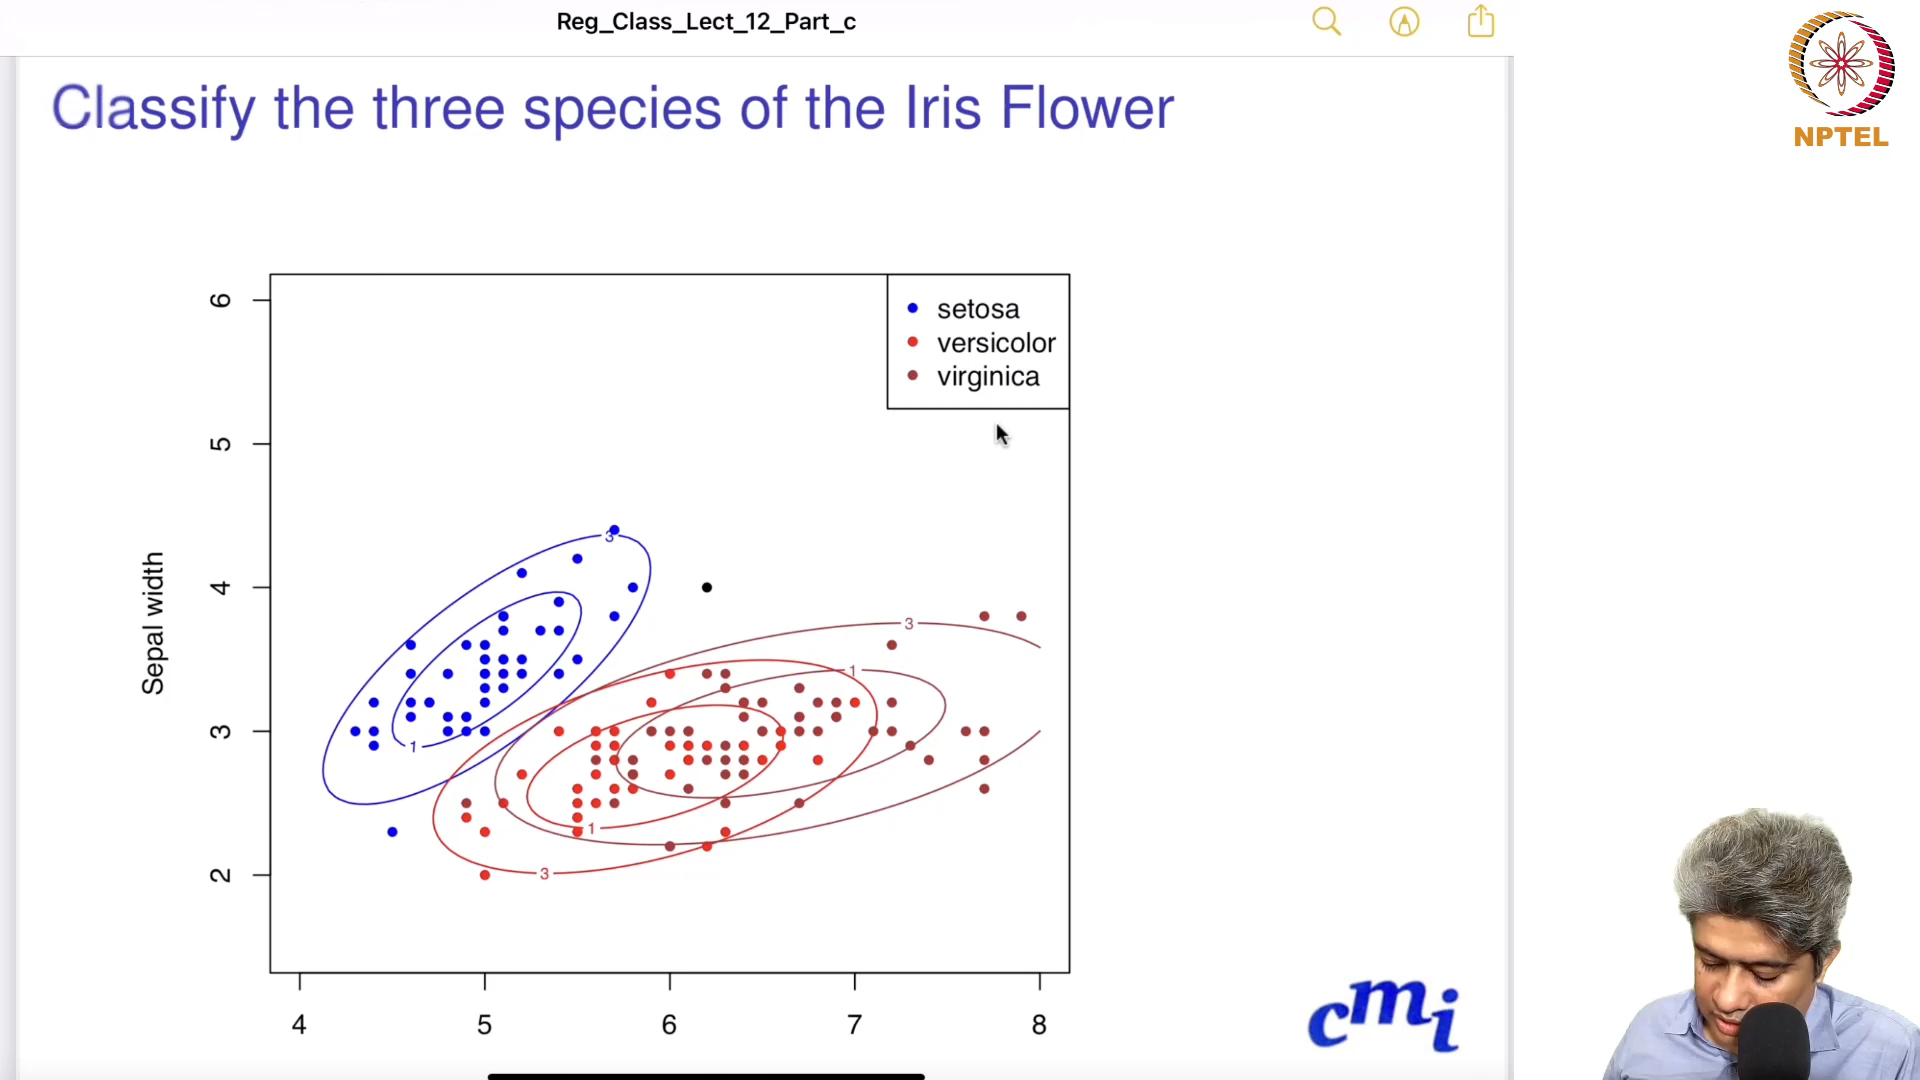 Reg_Class_Lect_12_Part_c
NPTEL
Classify the three species of the Iris Flower
6
5
4
3
2
Sepal width
setosa
versicolor
virginica
3
3
1
1
1
3
4
5
6
7
8
cmi